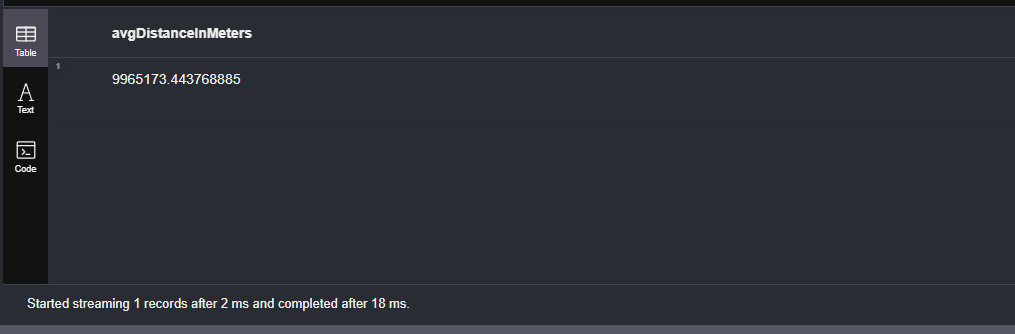 Table
avgDistanceInMeters
1
9965173.443768885
Text
Code
Started streaming 1 records after 2 ms and completed after 18 ms.